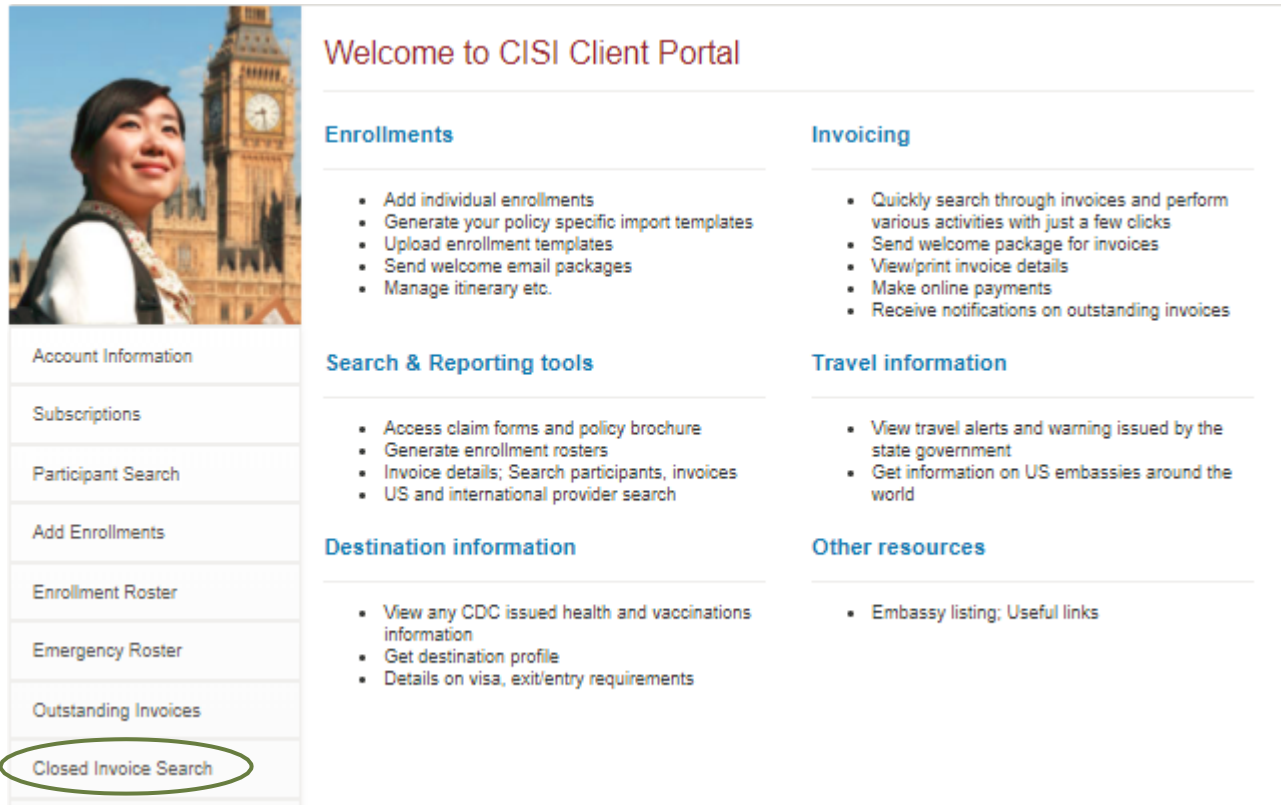 Welcome to CISI Client Portal
Enrollments
Add individual enrollments
Generate your policy specific import templates
Upload enrollment templates
Send welcome email packages
Manage itinerary etc.
Invoicing
Quickly search through invoices and perform
various activities with just a few clicks
Send welcome package for invoices
View/print invoice details
Make online payments
Receive notifications on outstanding invoices
Search & Reporting tools
Access claim forms and policy brochure
Generate enrollment rosters
Invoice details; Search participants, invoices
US and international provider search
Travel information
View travel alerts and warning issued by the
state government
Get information on US embassies around the
world
Destination information
View any CDC issued health and vaccinations
information
Get destination profile
Details on visa, exit/entry requirements
Other resources
Embassy listing; Useful links
Account Information
Subscriptions
Participant Search
Add Enrollments
Enrollment Roster
Emergency Roster
Outstanding Invoices
Closed Invoice Search